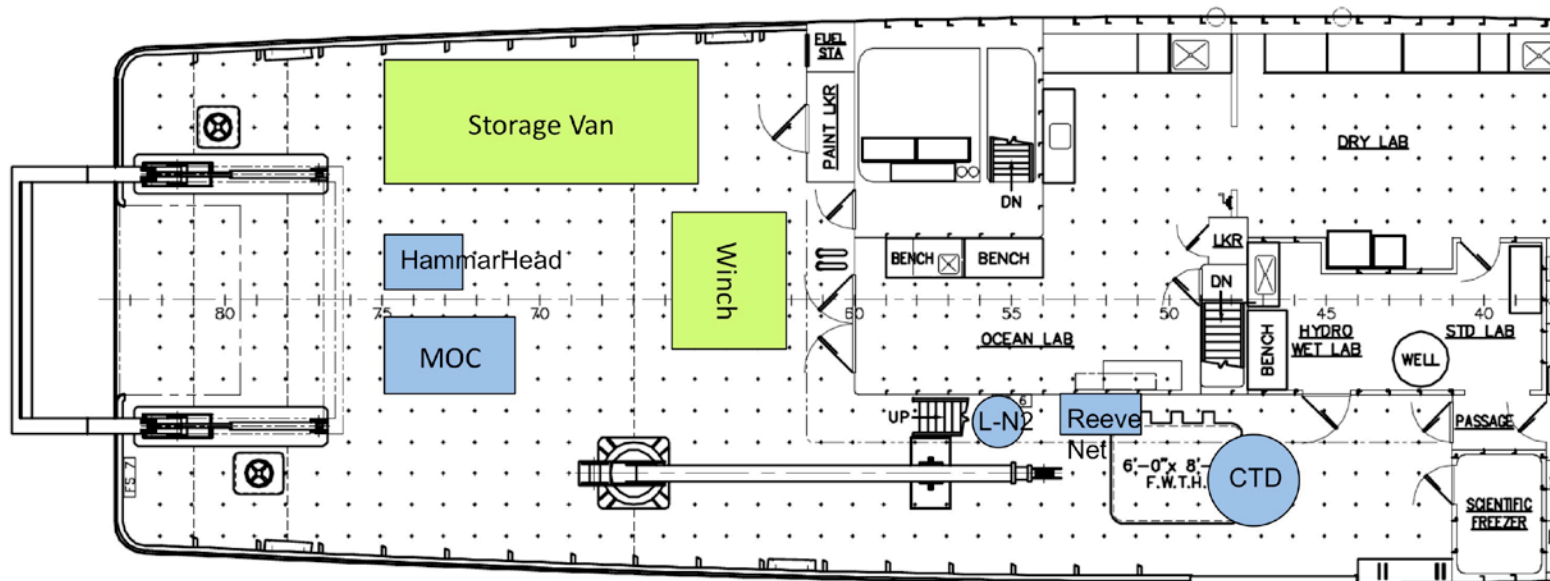 FUEL
STA
PAINT LKR
Storage Van
DRY LAB
DN
HammarHead
Winch
BENCH
BENCH
LKR
DN
80
75
70
60
55
50
45
40
MOC
OCEAN LAB
BENCH
HYDRO
WET LAB
STD LAB
WELL
UP
L-N2
6
Reeve
Net
PASSAGE
6'-0"x 8'-
F.W.T.H.
CTD
SCIENTIFIC
FREEZER